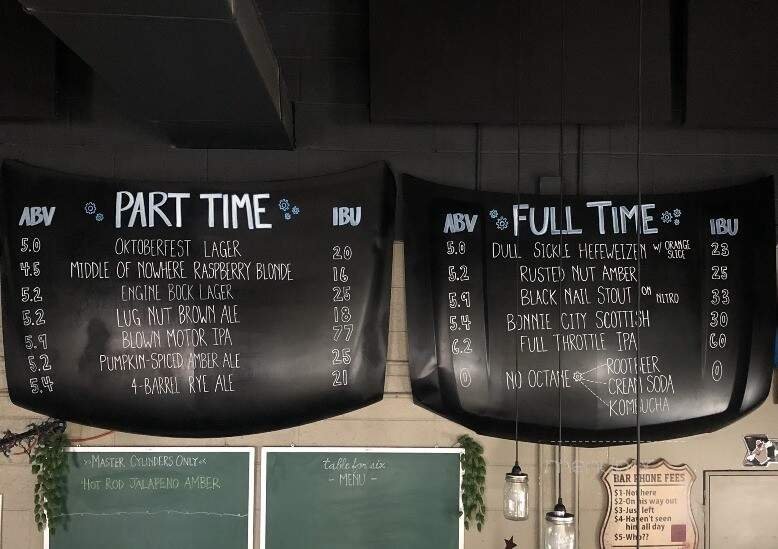 ABV PART TIME IBU
5.0 OKTOBERFEST LAGER 20
4.5 MIDDLE OF NOWHERE RASPBERRY BLONDE 16
5.2 ENGINE BOCK LAGER 25
5.2 LUG NUT BROWN ALE 18
5.9 BLOWN MOTOR IPA 77
5.2 PUMPKIN-SPICED AMBER ALE 25
5.4 4-BARREL RYE ALE 21
ABV FULL TIME IBU
5.0 DULL SICKLE HEFEWEIZEN W/ ORANGE SLICE 23
5.2 RUSTED NUT AMBER 25
5.9 BLACK NAIL STOUT ON NITRO 33
5.4 BONNIE CITY SCOTTISH 30
6.2 FULL THROTTLE IPA 60
0 NO OCTANE ROOTBEER 0
CREAM SODA
KOMBUCHA
>>MASTER CYLINDERS ONLY<<
HOT ROD JALAPENO AMBER
table for six
- MENU -
BAR PHONE FEES
$1-Not here
$2-On his way out
$3-Just left
$4-Haven't seen
him all day
$5-Who??